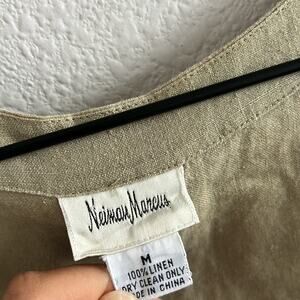 Neiman Marcus
M
100% LINEN
DRY CLEAN ONLY
MADE IN CHINA